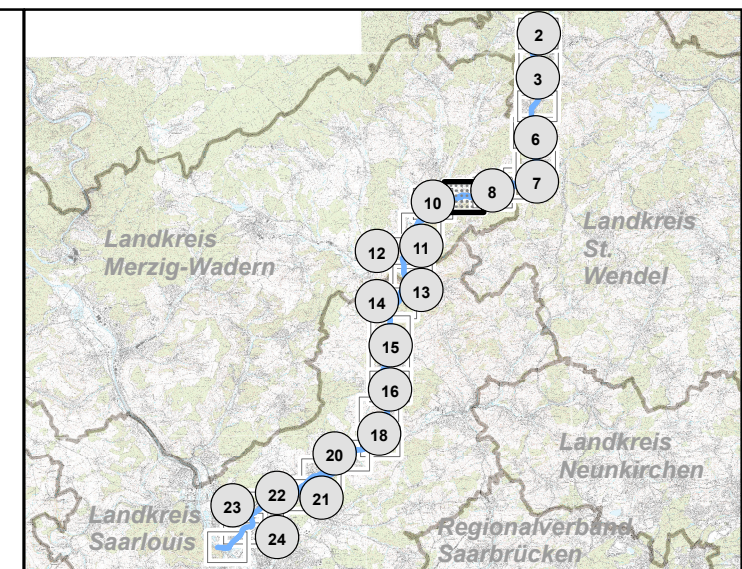 2
3
6
7
8
10
Landkreis
St.
Wendel
Landkreis
Merzig-Wadern
11
12
13
14
15
16
18
Landkreis
Neunkirchen
20
21
22
23
Landkreis
Saarlouis
24
Regionalverband
Saarbrücken